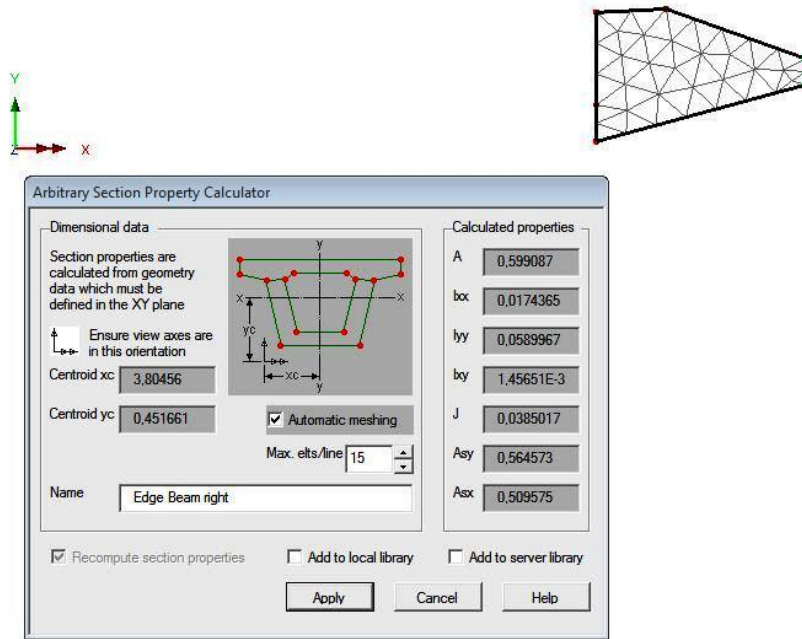 Y
Z
X
Arbitrary Section Property Calculator
Dimensional data
Section properties are
calculated from geometry
data which must be
defined in the XY plane
Ensure view axes are
in this orientation
Centroid xc 3,80456
Centroid yc 0,451661
y
x x
yc
xc
y
Automatic meshing
Max. elts/line 15
Name Edge Beam right
Calculated properties
A 0,599087
Ixx 0,0174365
Iyy 0,0589967
Ixy 1,45651E-3
J 0,0385017
Asy 0,564573
Asx 0,509575
Recompute section properties
Add to local library
Add to server library
Apply
Cancel
Help